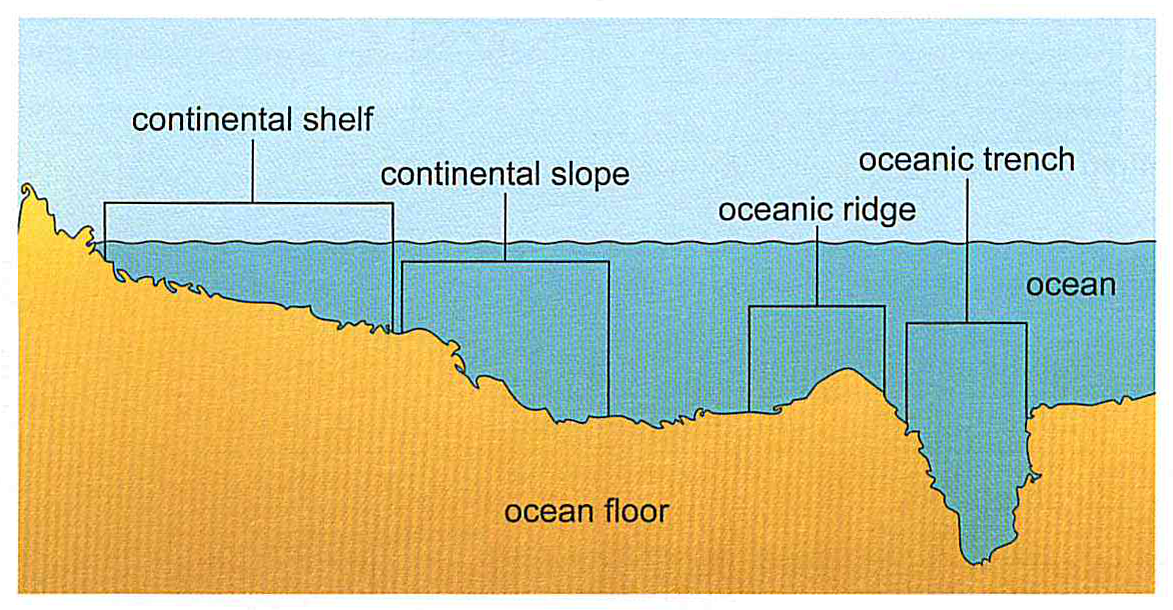 continental shelf
continental slope
oceanic trench
oceanic ridge
ocean
ocean floor